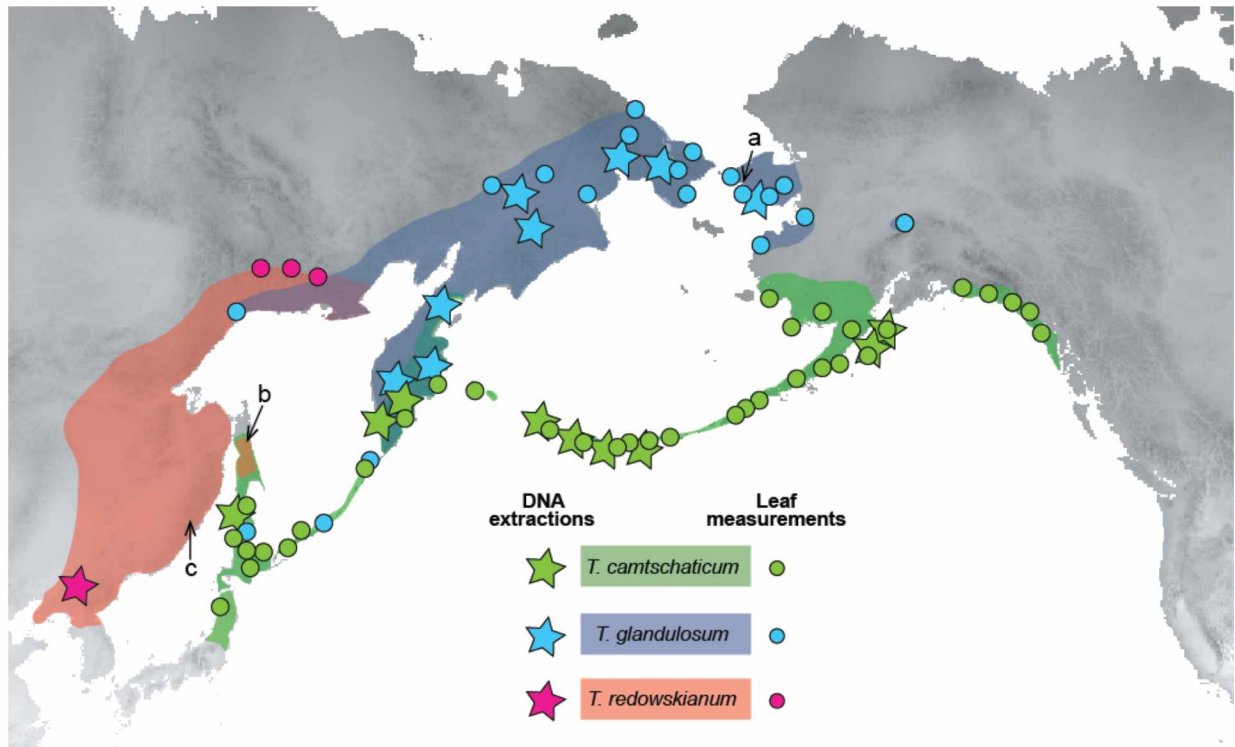 a
b
c
DNA extractions
Leaf measurements
T. camtschaticum
T. glandulosum
T. redowskianum